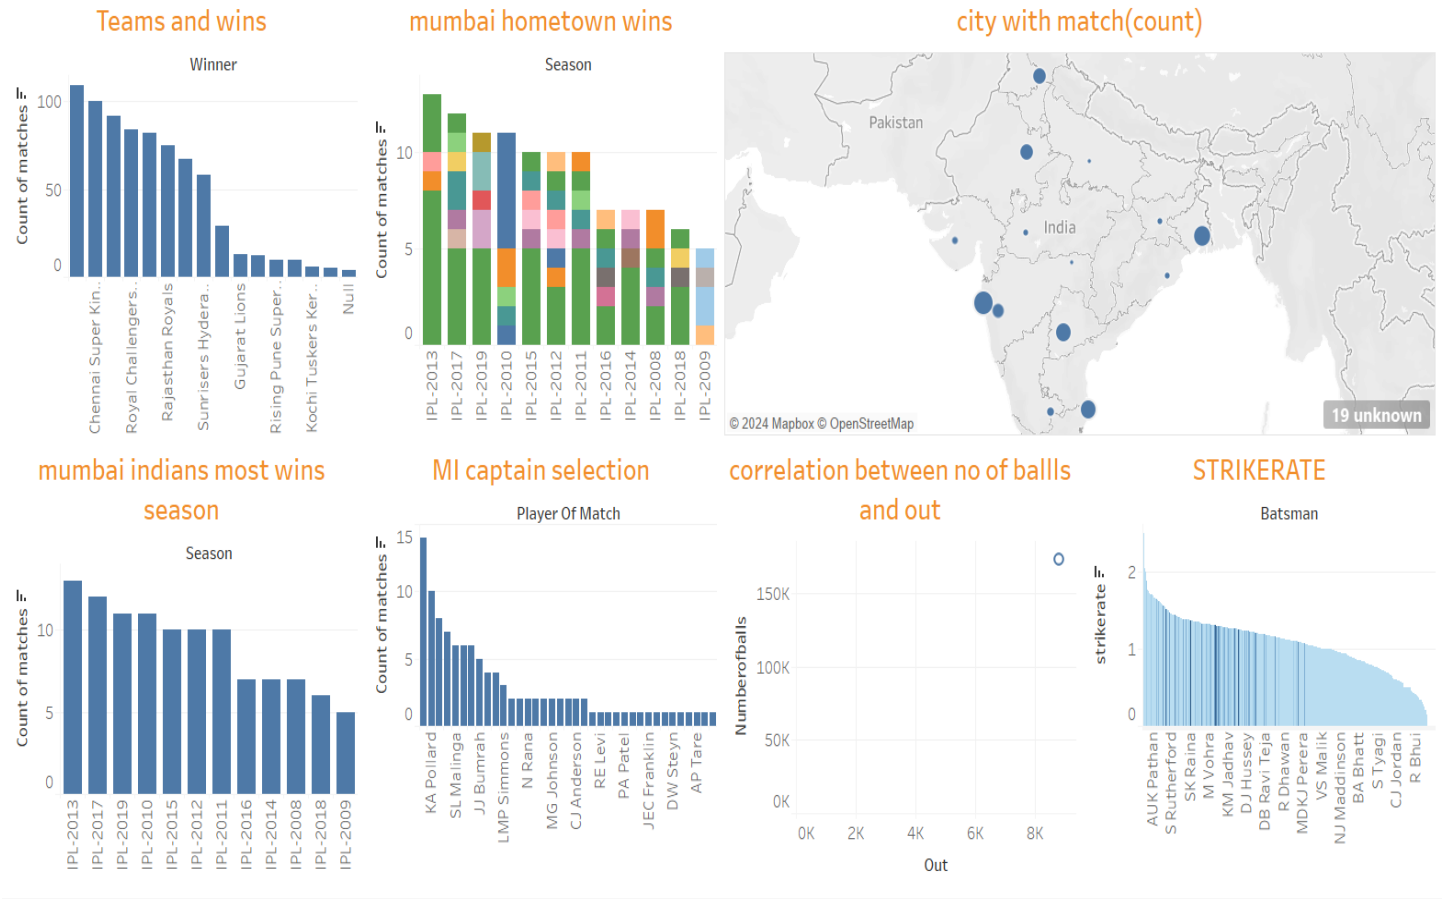 Teams and wins
Winner
Count of matches
100
50
0
Chennai Super Kin..
Royal Challengers..
Rajasthan Royals
Sunrisers Hydera..
Gujarat Lions
Rising Pune Super..
Kochi Tuskers Ker..
Null
mumbai hometown wins
Season
Count of matches
10
5
0
IPL-2013
IPL-2017
IPL-2019
IPL-2010
IPL-2015
IPL-2012
IPL-2011
IPL-2016
IPL-2014
IPL-2008
IPL-2018
IPL-2009
city with match(count)
Pakistan
India
© 2024 Mapbox © OpenStreetMap
19 unknown
mumbai indians most wins
season
Season
Count of matches
10
5
0
IPL-2013
IPL-2017
IPL-2019
IPL-2010
IPL-2015
IPL-2012
IPL-2011
IPL-2016
IPL-2014
IPL-2008
IPL-2018
IPL-2009
MI captain selection
Player Of Match
Count of matches
15
10
5
0
KA Pollard
SL Malinga
JJ Bumrah
LMP Simmons
N Rana
MG Johnson
CJ Anderson
RE Levi
PA Patel
JEC Franklin
DW Steyn
AP Tare
correlation between no of ballls
and out
Numberofballs
150K
100K
50K
0K
0K
2K
4K
6K
8K
Out
STRIKERATE
Batsman
strikerate
2
1
0
AUK Pathan
S Rutherford
SK Raina
M Vohra
KM Jadhav
DJ Hussey
DB Ravi Teja
R Dhawan
MDKJ Perera
VS Malik
NJ Maddinson
BA Bhatt
S Tyagi
CJ Jordan
R Bhui